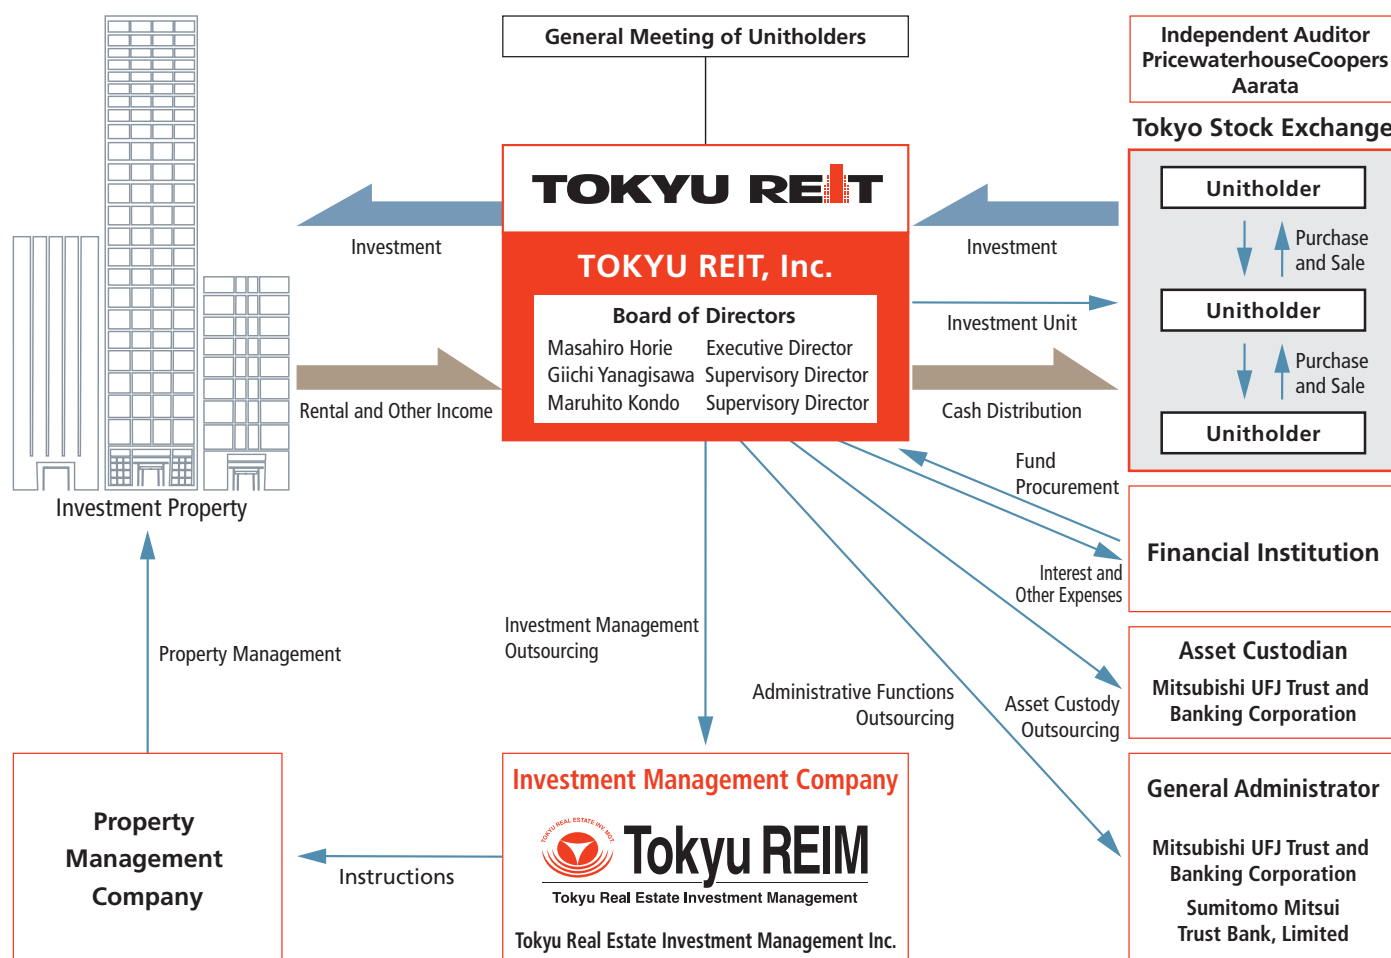 General Meeting of Unitholders
Independent Auditor
PricewaterhouseCoopers
Aarata
Tokyo Stock Exchange
Unitholder
Purchase
and Sale
Unitholder
Purchase
and Sale
Unitholder
TOKYU REIT
TOKYU REIT, Inc.
Board of Directors
Masahiro Horie Executive Director
Giichi Yanagisawa Supervisory Director
Maruhito Kondo Supervisory Director
Investment
Investment
Investment Unit
Rental and Other Income
Cash Distribution
Investment Property
Fund
Procurement
Financial Institution
Interest and
Other Expenses
Investment Management
Outsourcing
Property Management
Administrative Functions
Outsourcing
Asset Custody
Outsourcing
Asset Custodian
Mitsubishi UFJ Trust and
Banking Corporation
General Administrator
Mitsubishi UFJ Trust and
Banking Corporation
Sumitomo Mitsui
Trust Bank, Limited
Property
Management
Company
Instructions
Investment Management Company
TOKYU REAL ESTATE INV. MGT.
Tokyu REIM
Tokyu Real Estate Investment Management
Tokyu Real Estate Investment Management Inc.